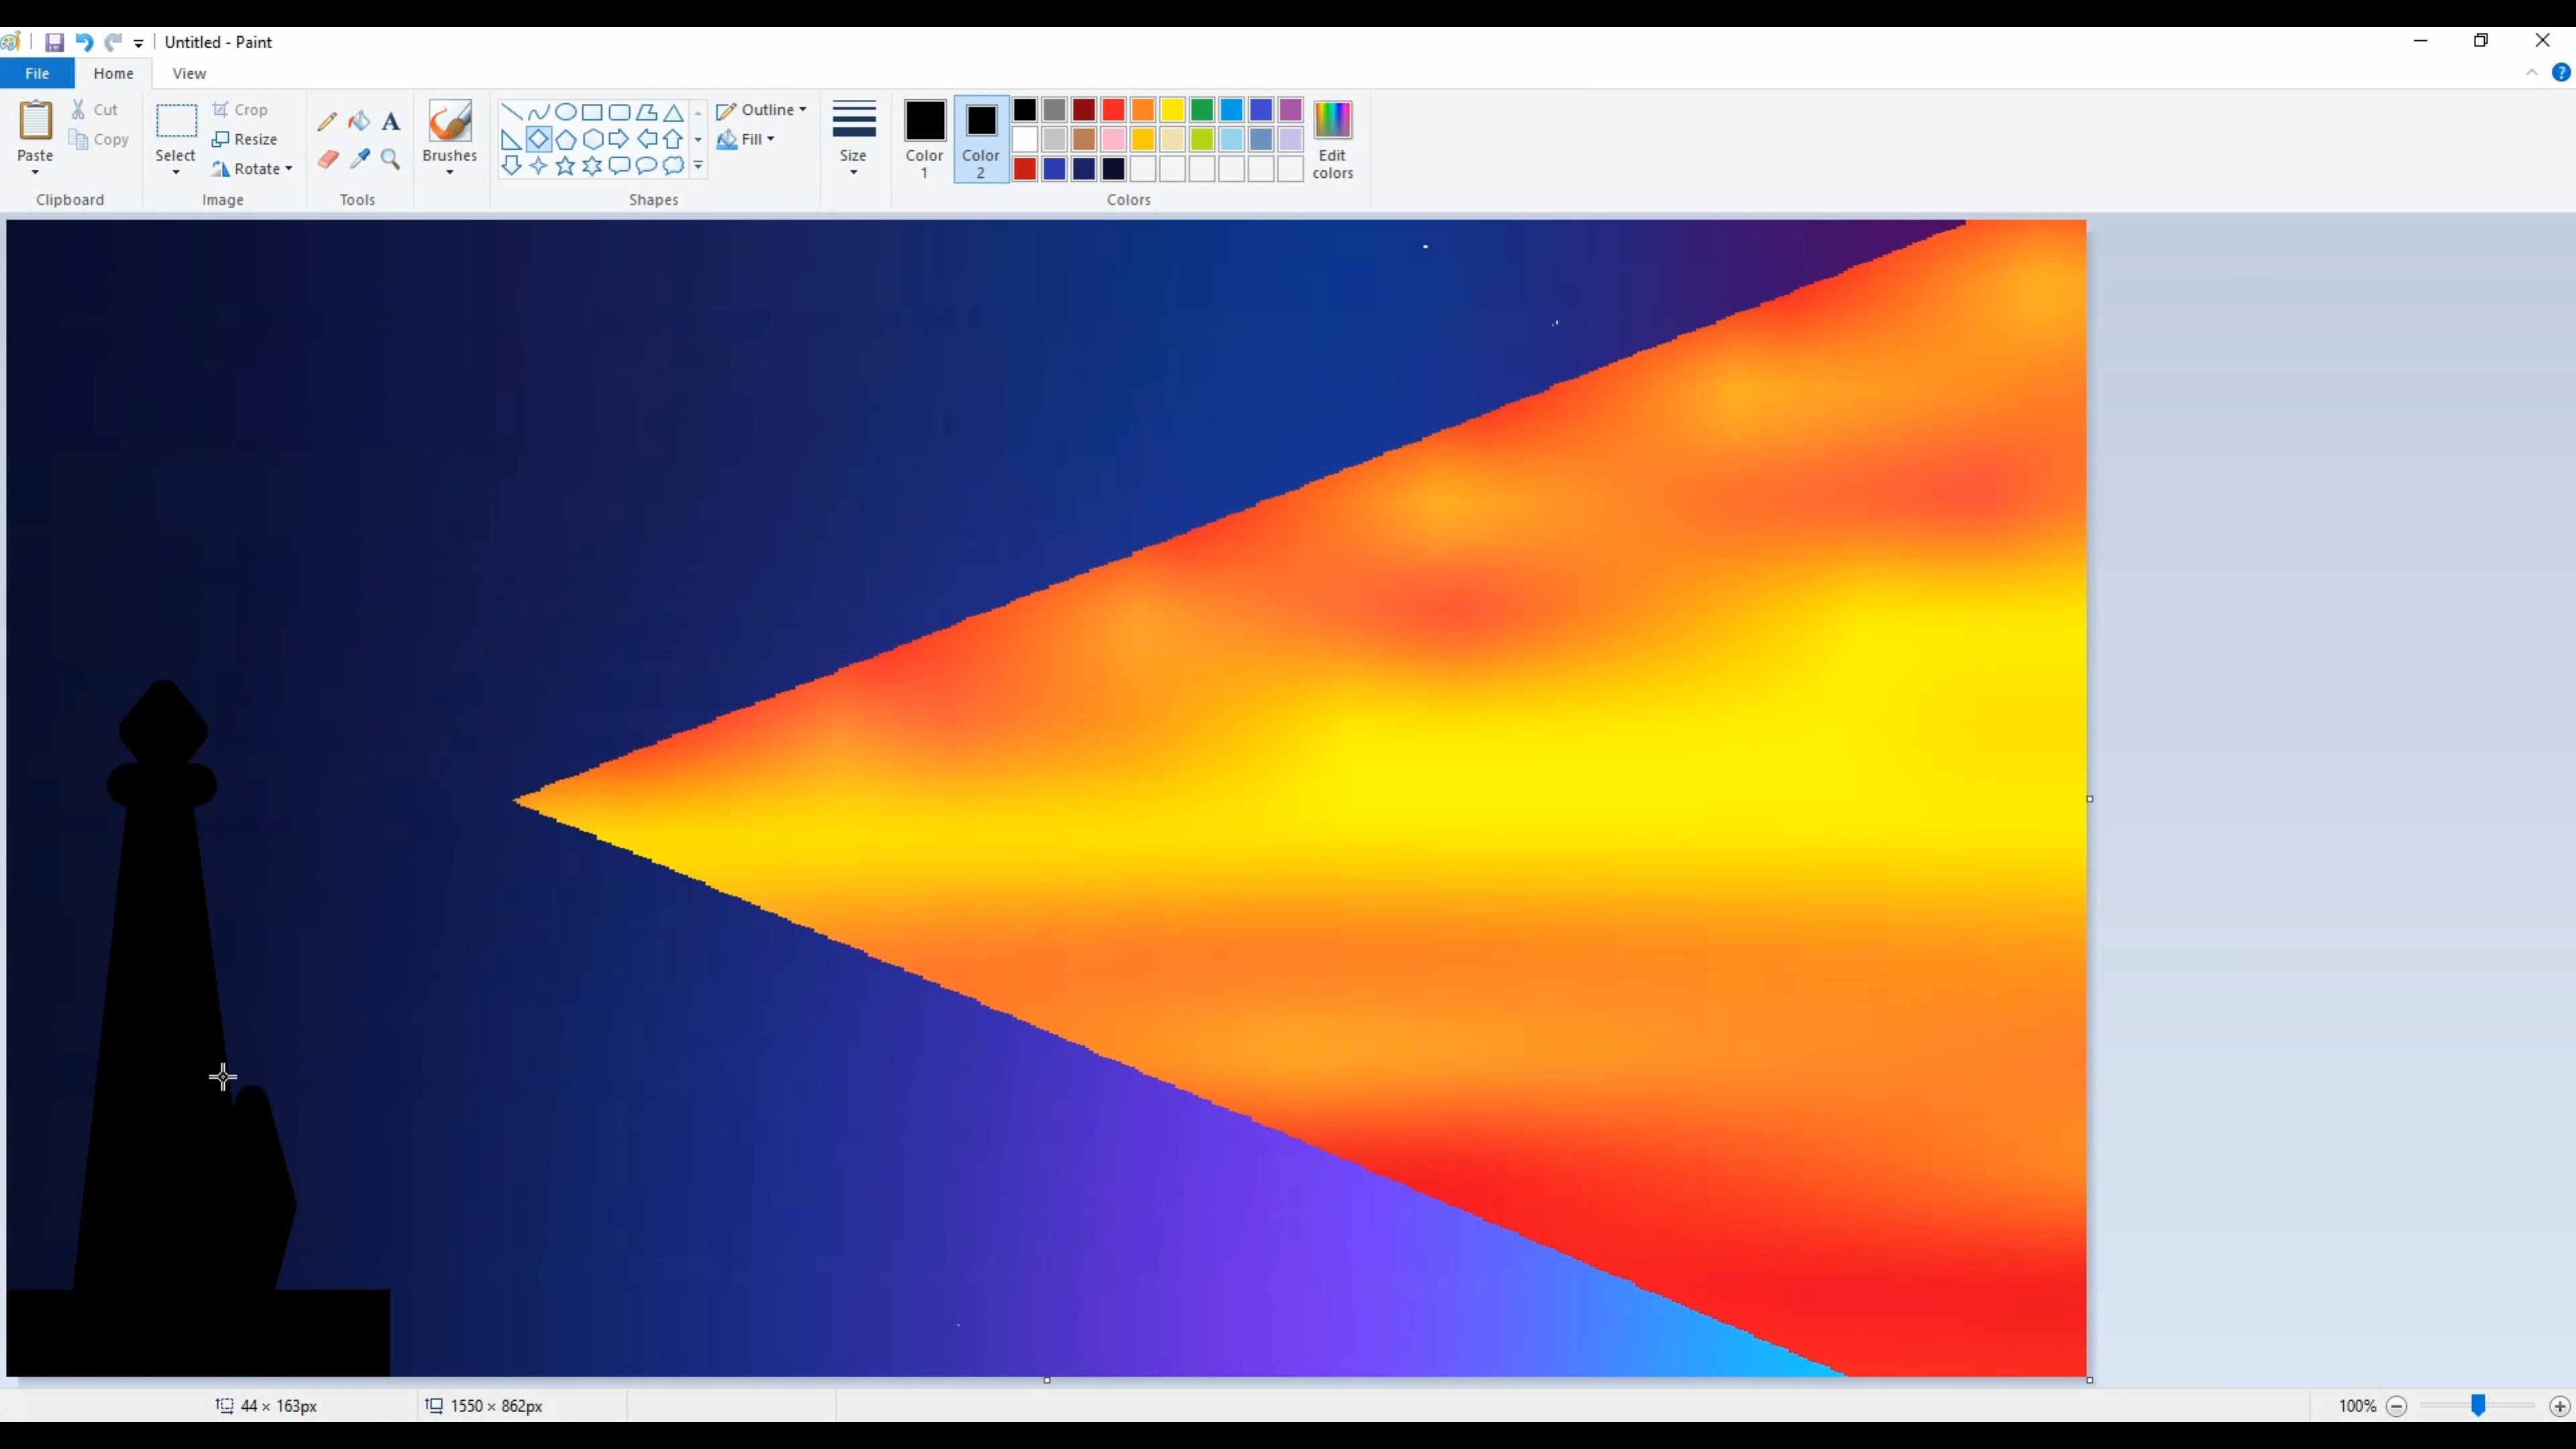 Untitled - Paint
File Home View
Paste Cut Copy Select Crop Resize Rotate A Brushes Outline Fill Size Color 1 Color 2 Edit colors
Clipboard Image Tools Shapes Colors
44 × 163px 1550 × 862px 100%